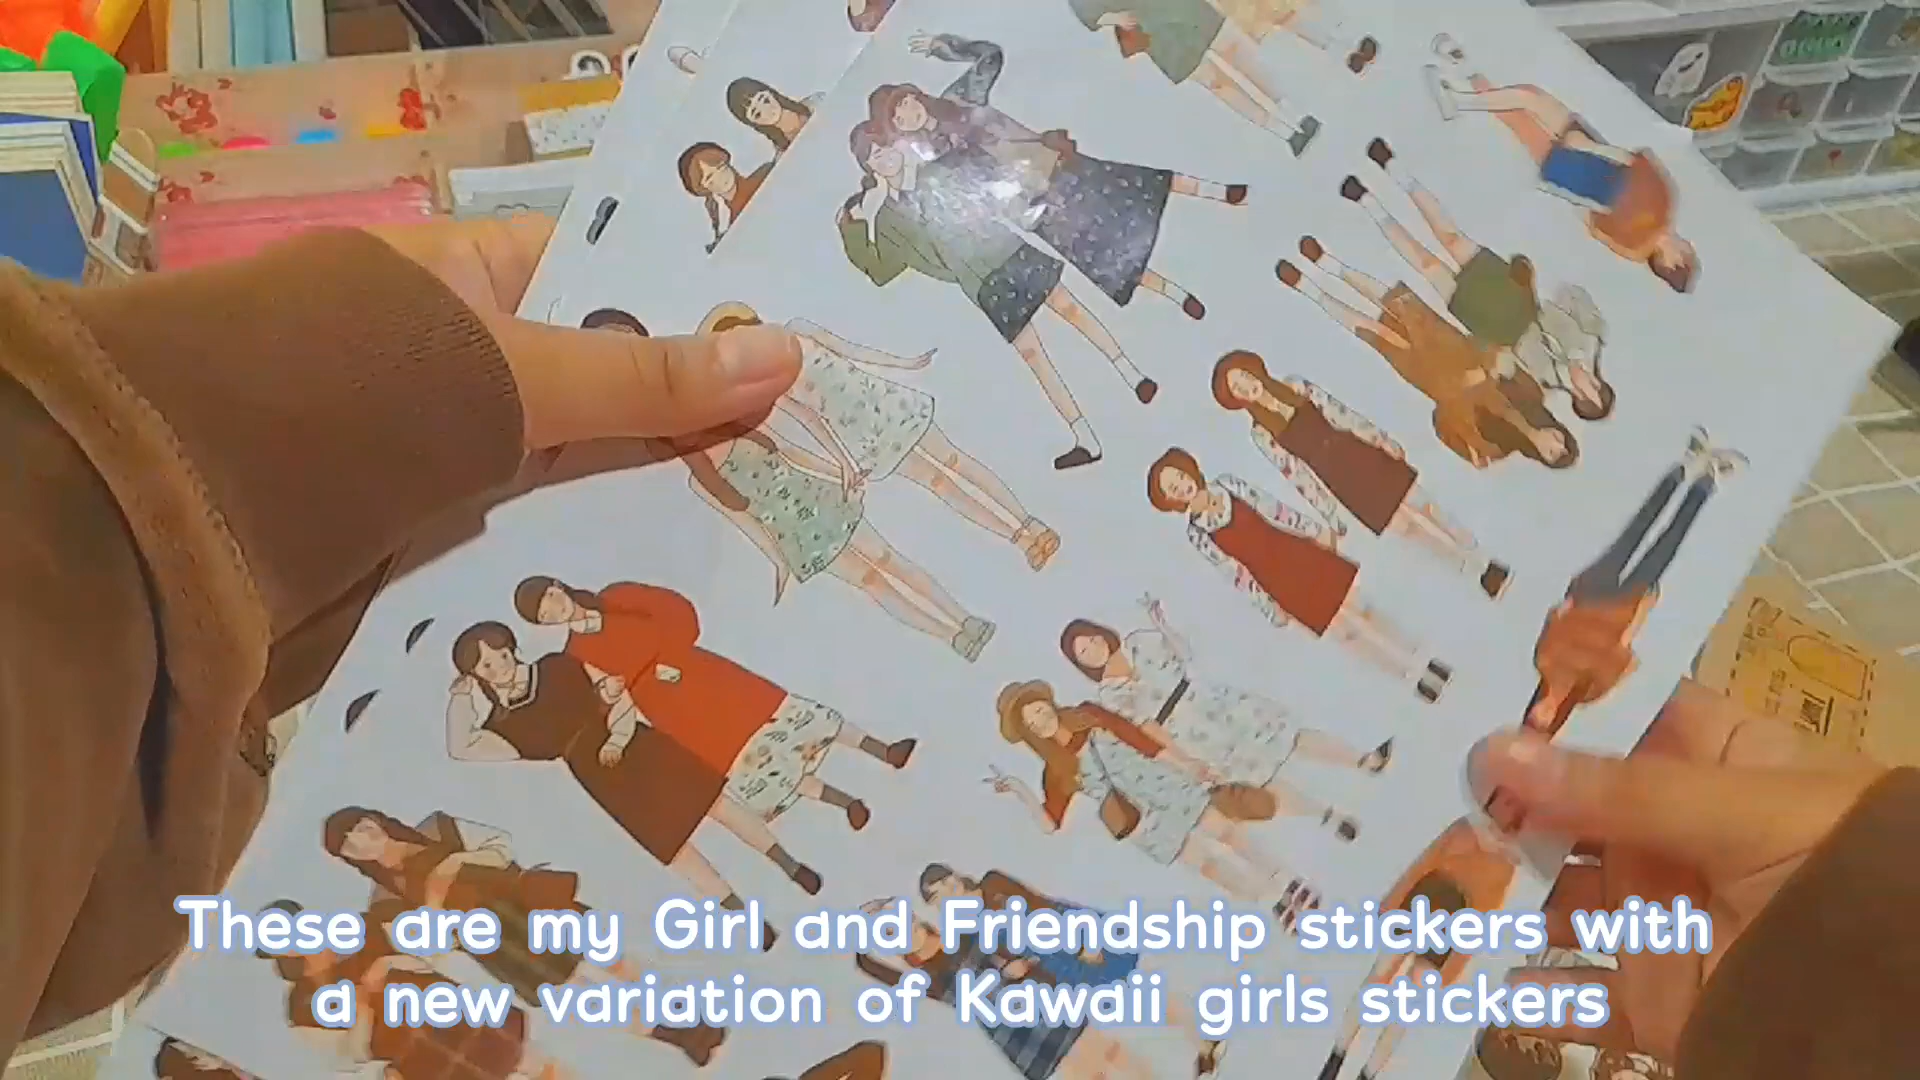 These are my Girl and Friendship stickers with
a new variation of Kawaii girls stickers